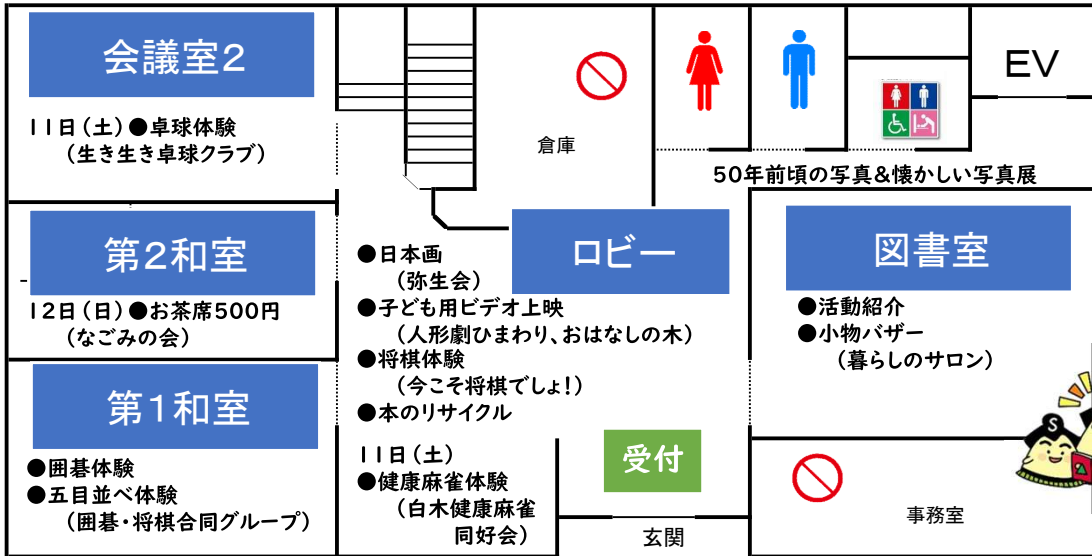 会議室2
11日(土)●卓球体験
(生き生き卓球クラブ)
第2和室
12日(日)●お茶席500円
(なごみの会)
第1和室
●囲碁体験
●五目並べ体験
(囲碁・将棋合同グループ)
倉庫
EV
50年前頃の写真&懐かしい写真展
ロビー
●日本画
(弥生会)
●子ども用ビデオ上映
(人形劇ひまわり、おはなしの木)
●将棋体験
(今こそ将棋でしょ!)
●本のリサイクル
11日(土)
●健康麻雀体験
(白木健康麻雀
同好会)
受付
玄関
図書室
●活動紹介
●小物バザー
(暮らしのサロン)
事務室
S